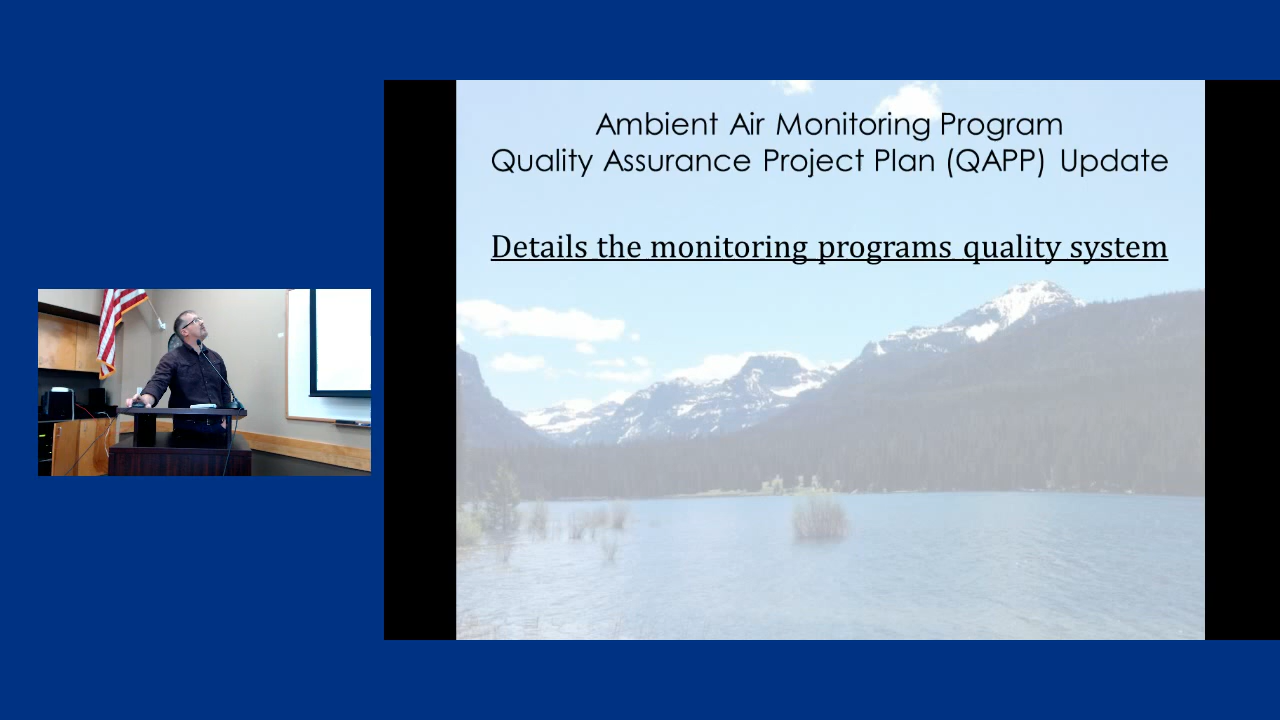 Ambient Air Monitoring Program
Quality Assurance Project Plan (QAPP) Update
Details the monitoring programs quality system